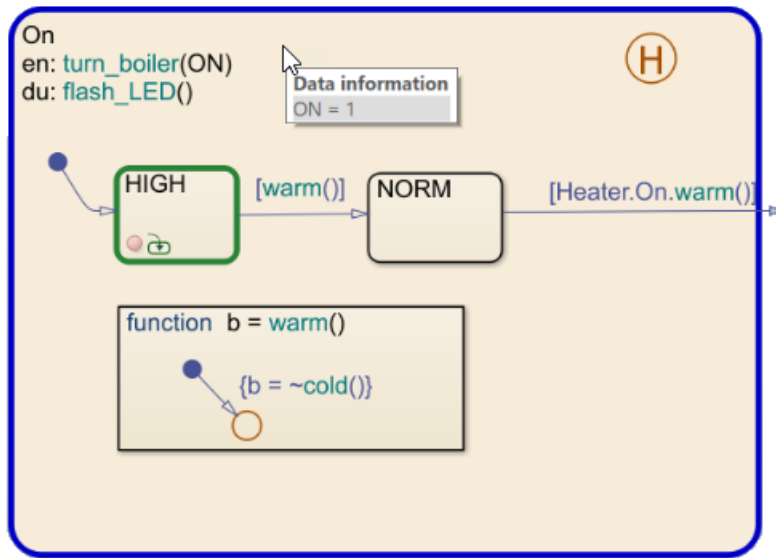 On
en: turn_boiler(ON)
du: flash_LED()
H
Data information
ON = 1
HIGH
[warm()]
NORM
[Heater.On.warm()]
function b = warm()
{b = ~cold()}